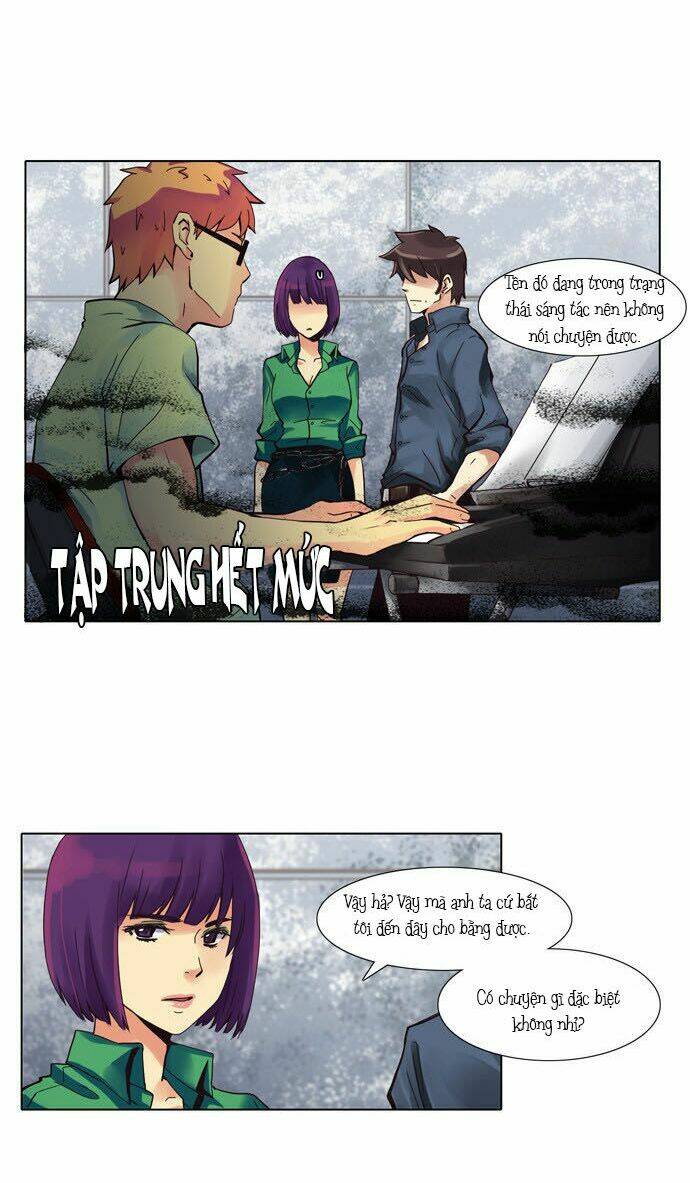 Tên đó đang trong trạng
thái sáng tác nên không
nói chuyện được.
TẬP TRUNG HẾT MỨC
Vậy hả? Vậy mà anh ta cứ bắt
tôi đến đây cho bằng được.
Có chuyện gì đặc biệt
không nhỉ?